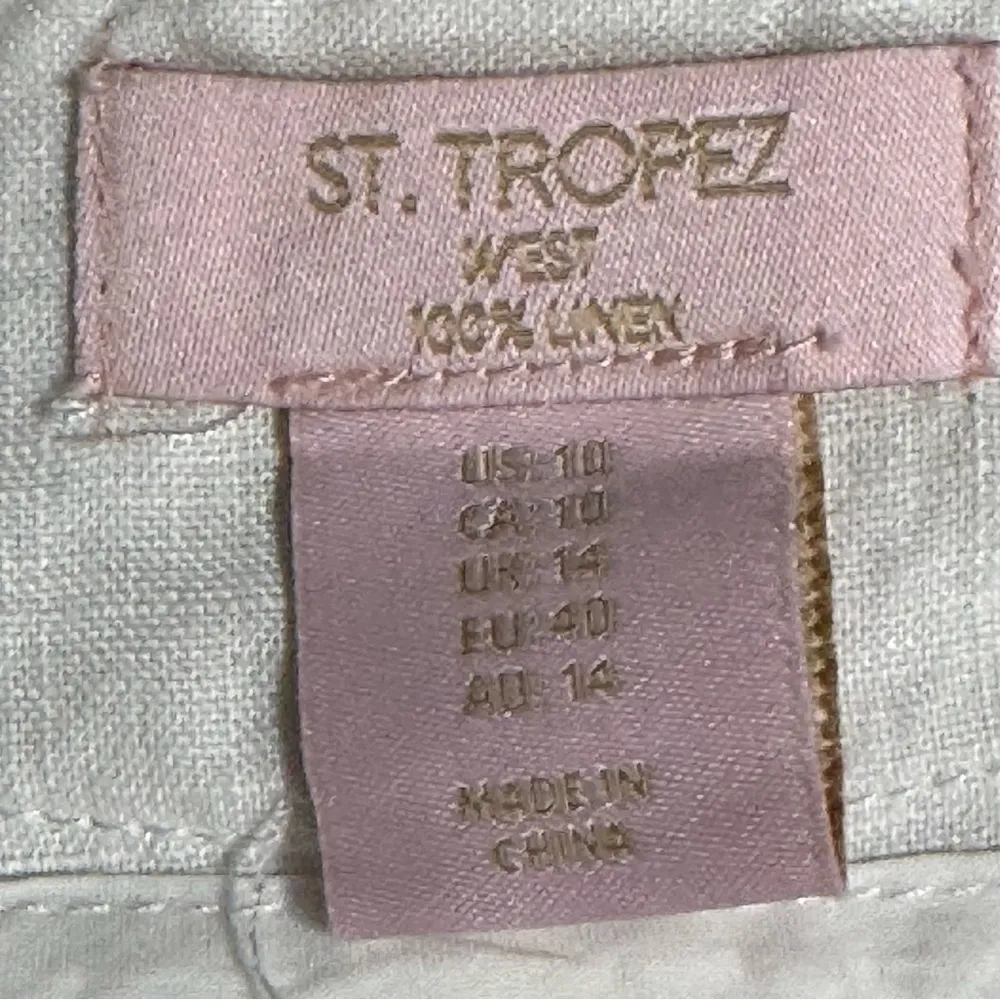 ST. TROPEZ
WEST
100% LINEN
US: 10
CA: 10
UK: 14
EU: 40
AU: 14
MADE IN
CHINA